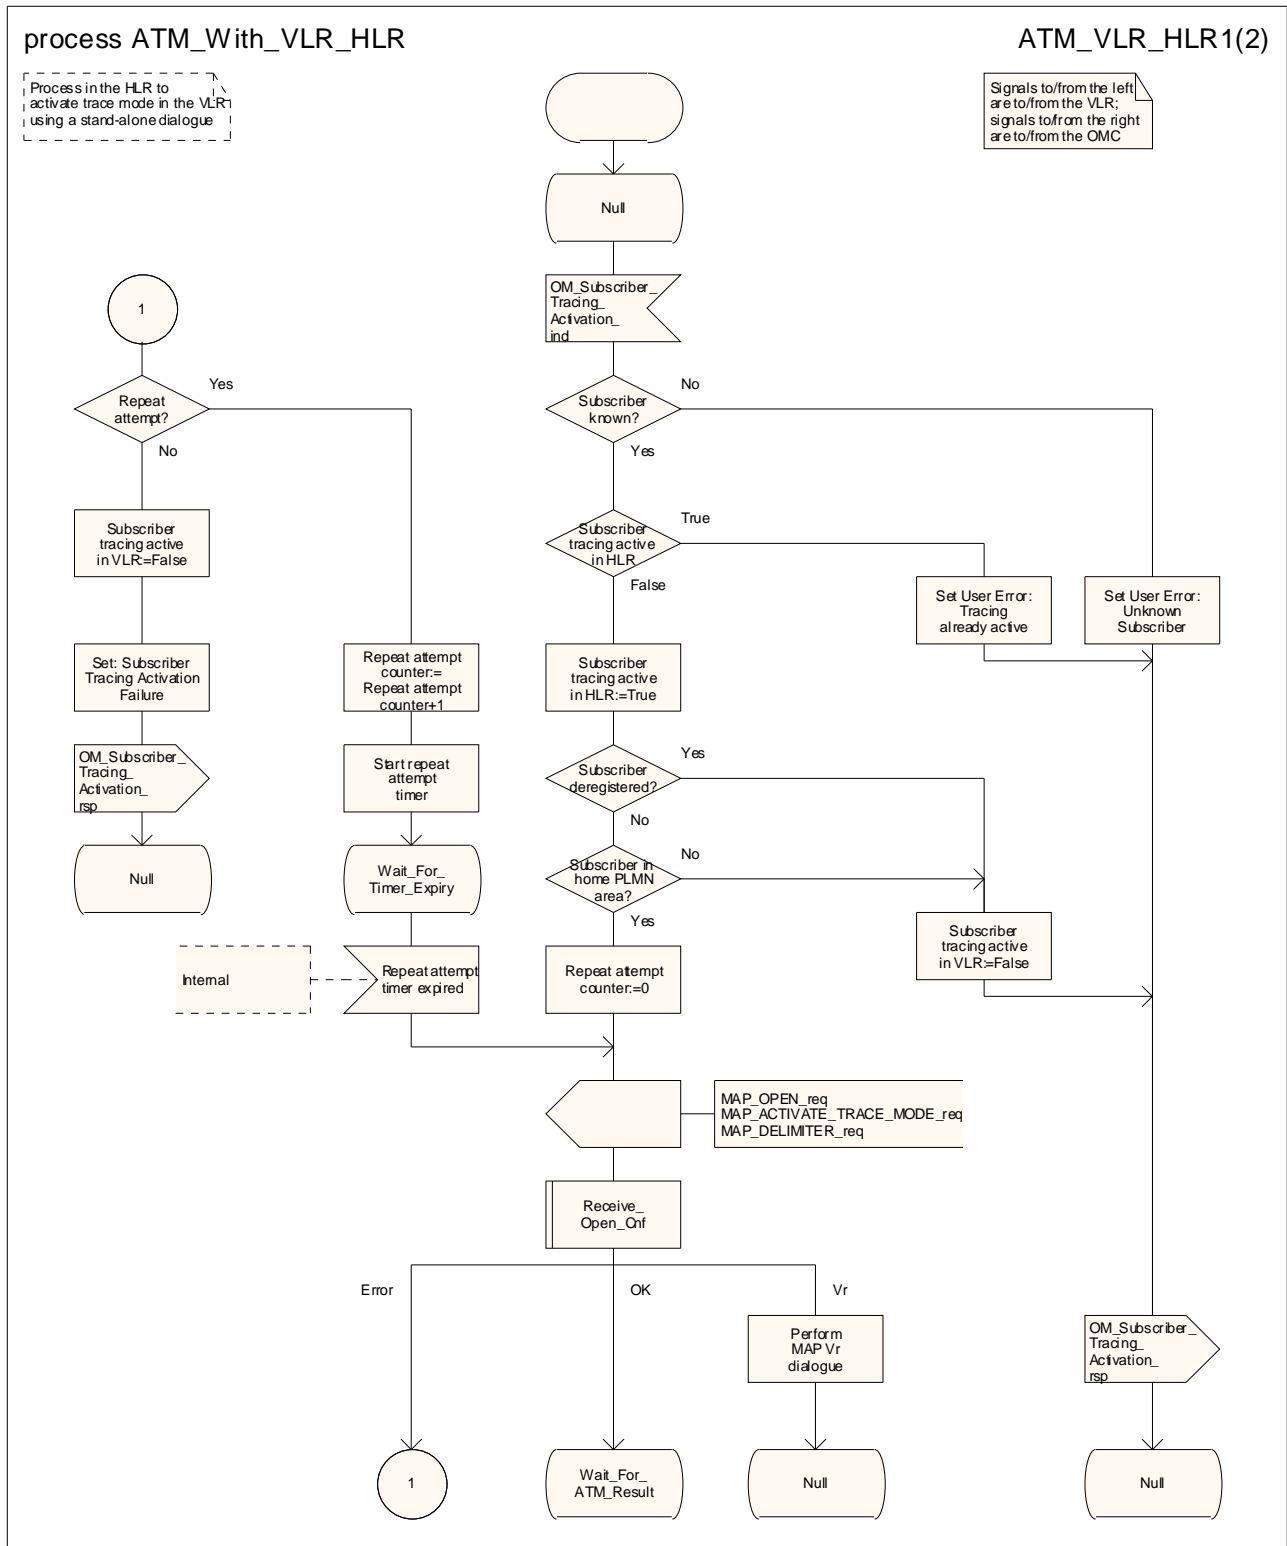 process ATM_With_VLR_HLR
ATM_VLR_HLR1(2)
Process in the HLR to
activate trace mode in the VLR
using a stand-alone dialogue
Signals to/from the left
are to/from the VLR;
signals to/from the right
are to/from the OMC
Null
OM_Subscriber_
Tracing_
Activation_
ind
1
Repeat
attempt?
Yes
No
Subscriber
known?
No
Yes
Subscriber
tracing active
in VLR:=False
Subscriber
tracing active
in HLR
True
False
Set User Error:
Tracing
already active
Set User Error:
Unknown
Subscriber
Set: Subscriber
Tracing Activation
Failure
Repeat attempt
counter:=
Repeat attempt
counter+1
Subscriber
tracing active
in HLR:=True
OM_Subscriber_
Tracing_
Activation_
rsp
Start repeat
attempt
timer
Subscriber
deregistered?
Yes
No
Null
Wait_For_
Timer_Expiry
Subscriber in
home PLMN
area?
No
Yes
Subscriber
tracing active
in VLR:=False
Internal
Repeat attempt
timer expired
Repeat attempt
counter:=0
MAP_OPEN_req
MAP_ACTIVATE_TRACE_MODE_req
MAP_DELIMITER_req
Receive_
Open_Cnf
Error
OK
Vr
Perform
MAP Vr
dialogue
OM_Subscriber_
Tracing_
Activation_
rsp
1
Wait_For_
ATM_Result
Null
Null